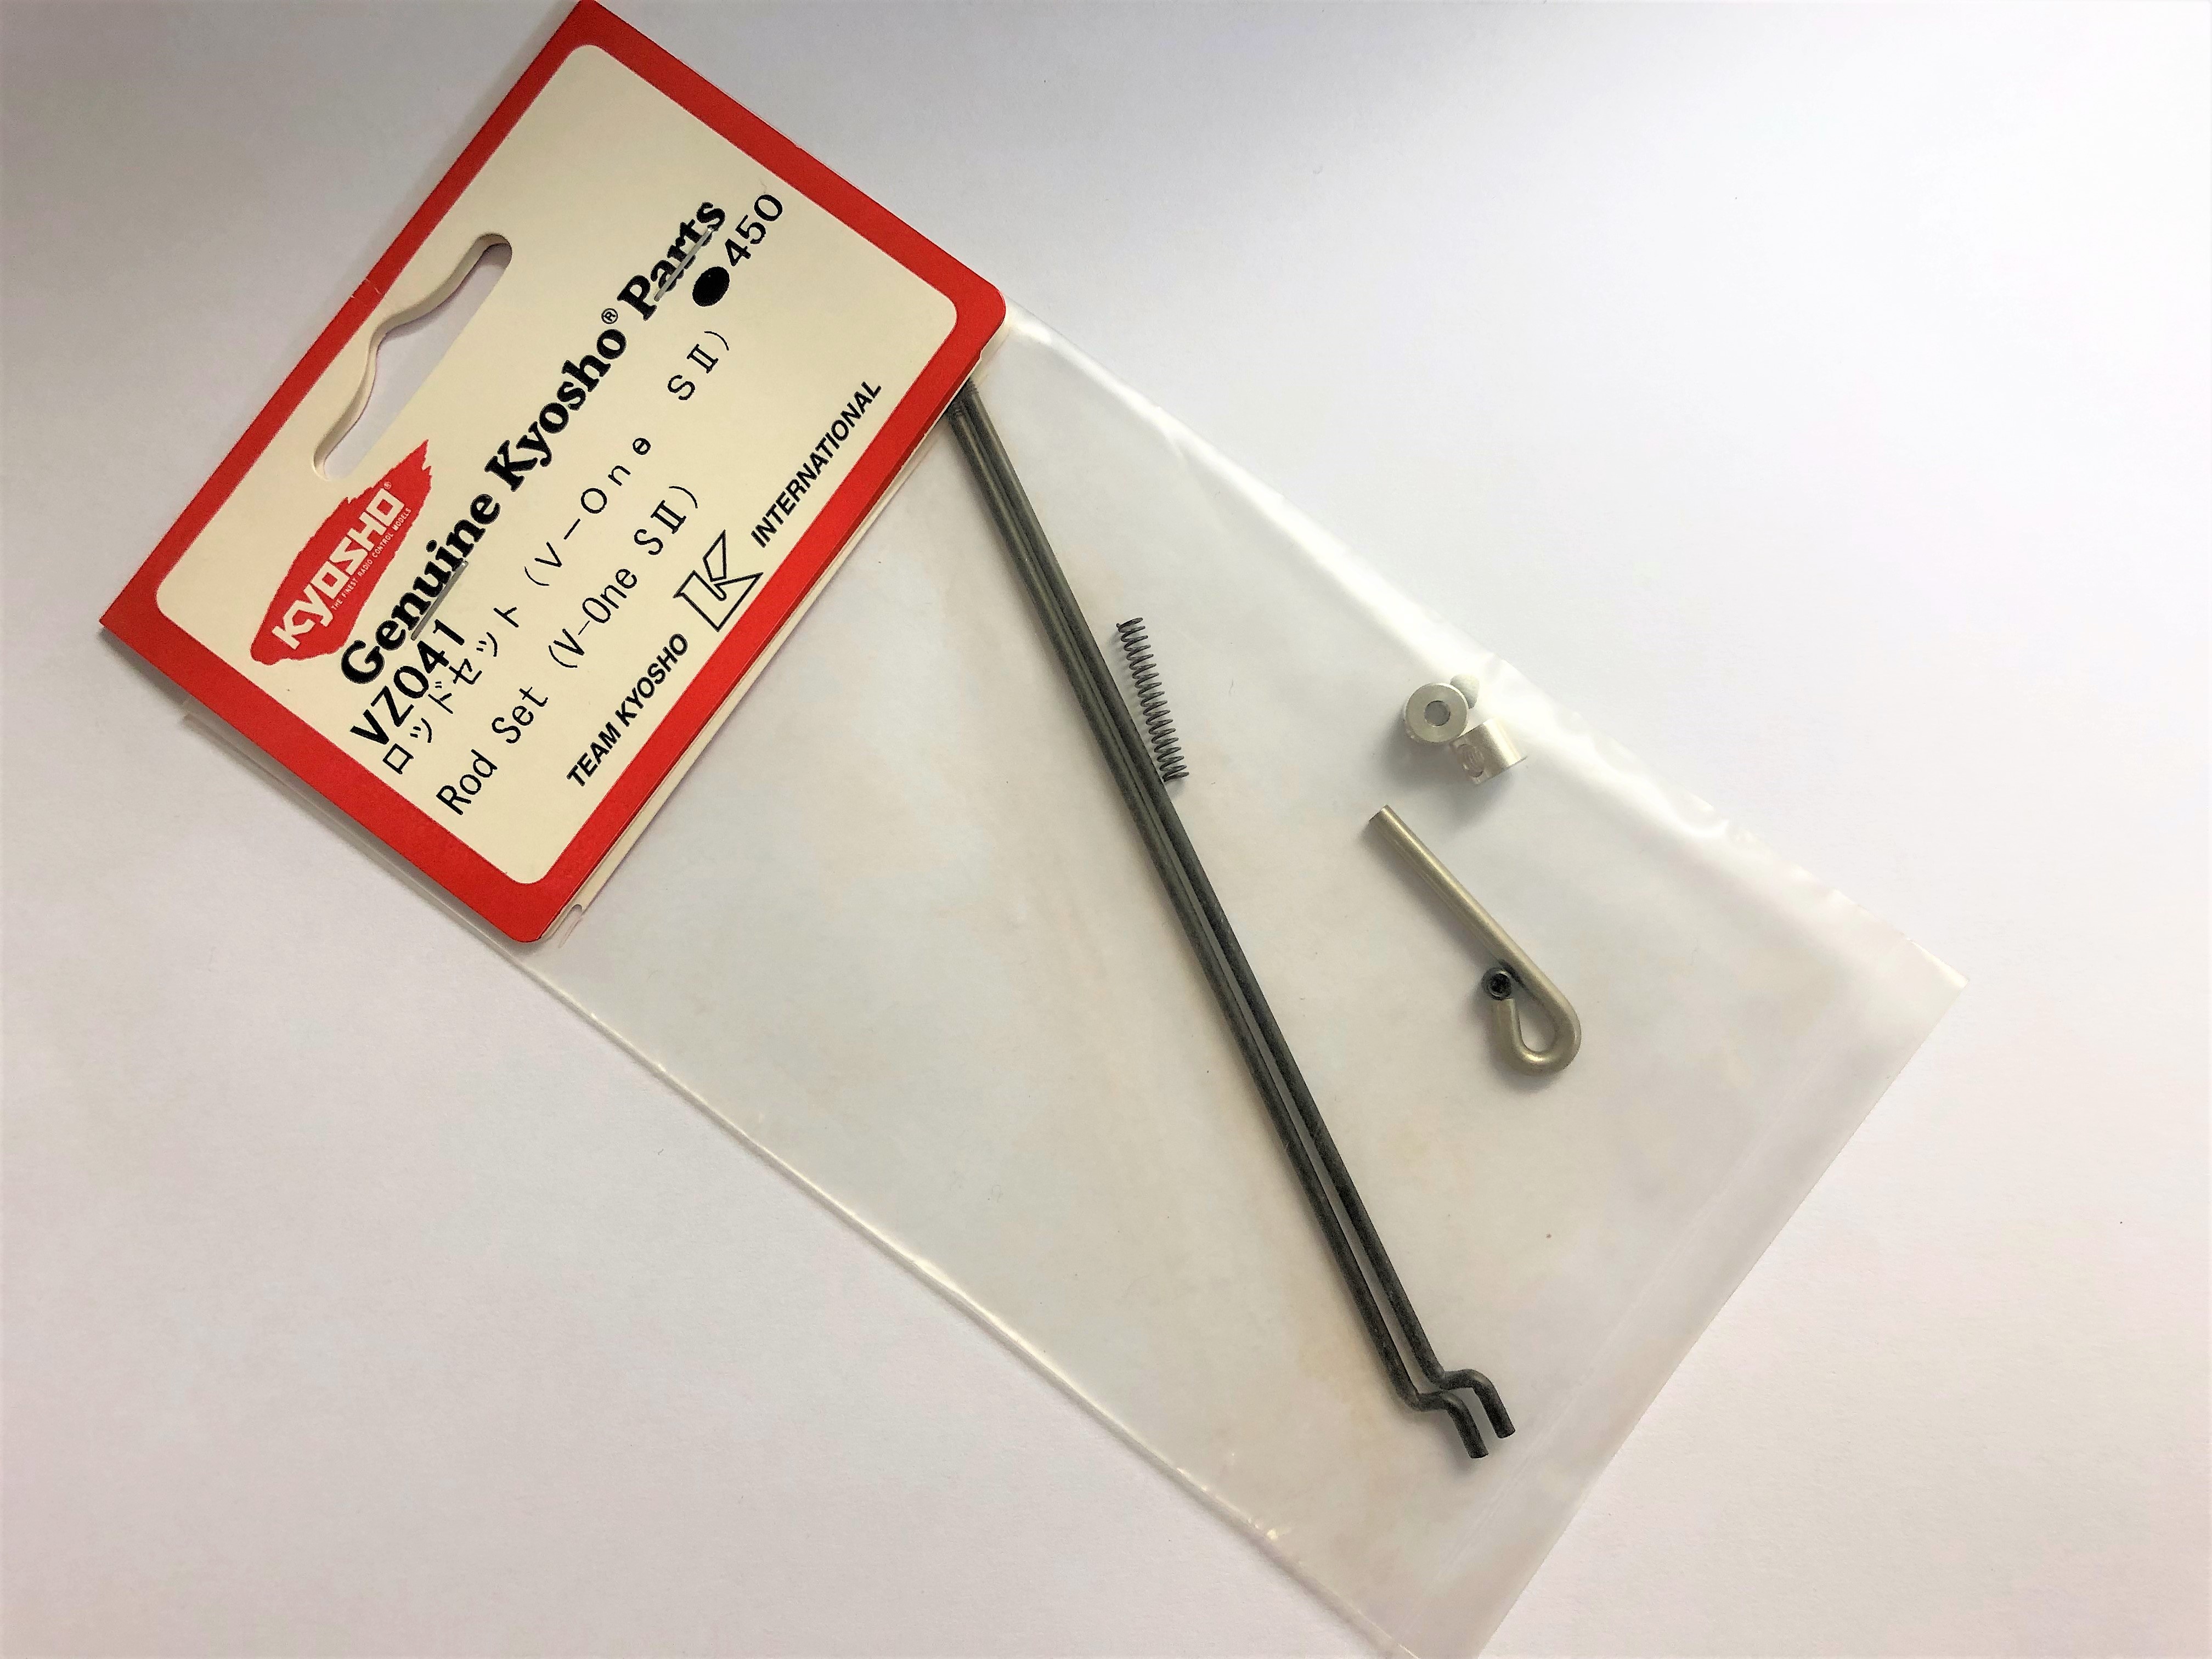 KYOSHO®
THE FINEST RADIO CONTROL MODELS
Genuine Kyosho® Parts
VZ041 ●450
ロッドセット(V-One SⅡ)
Rod Set (V-One SⅡ)
TEAM KYOSHO K INTERNATIONAL